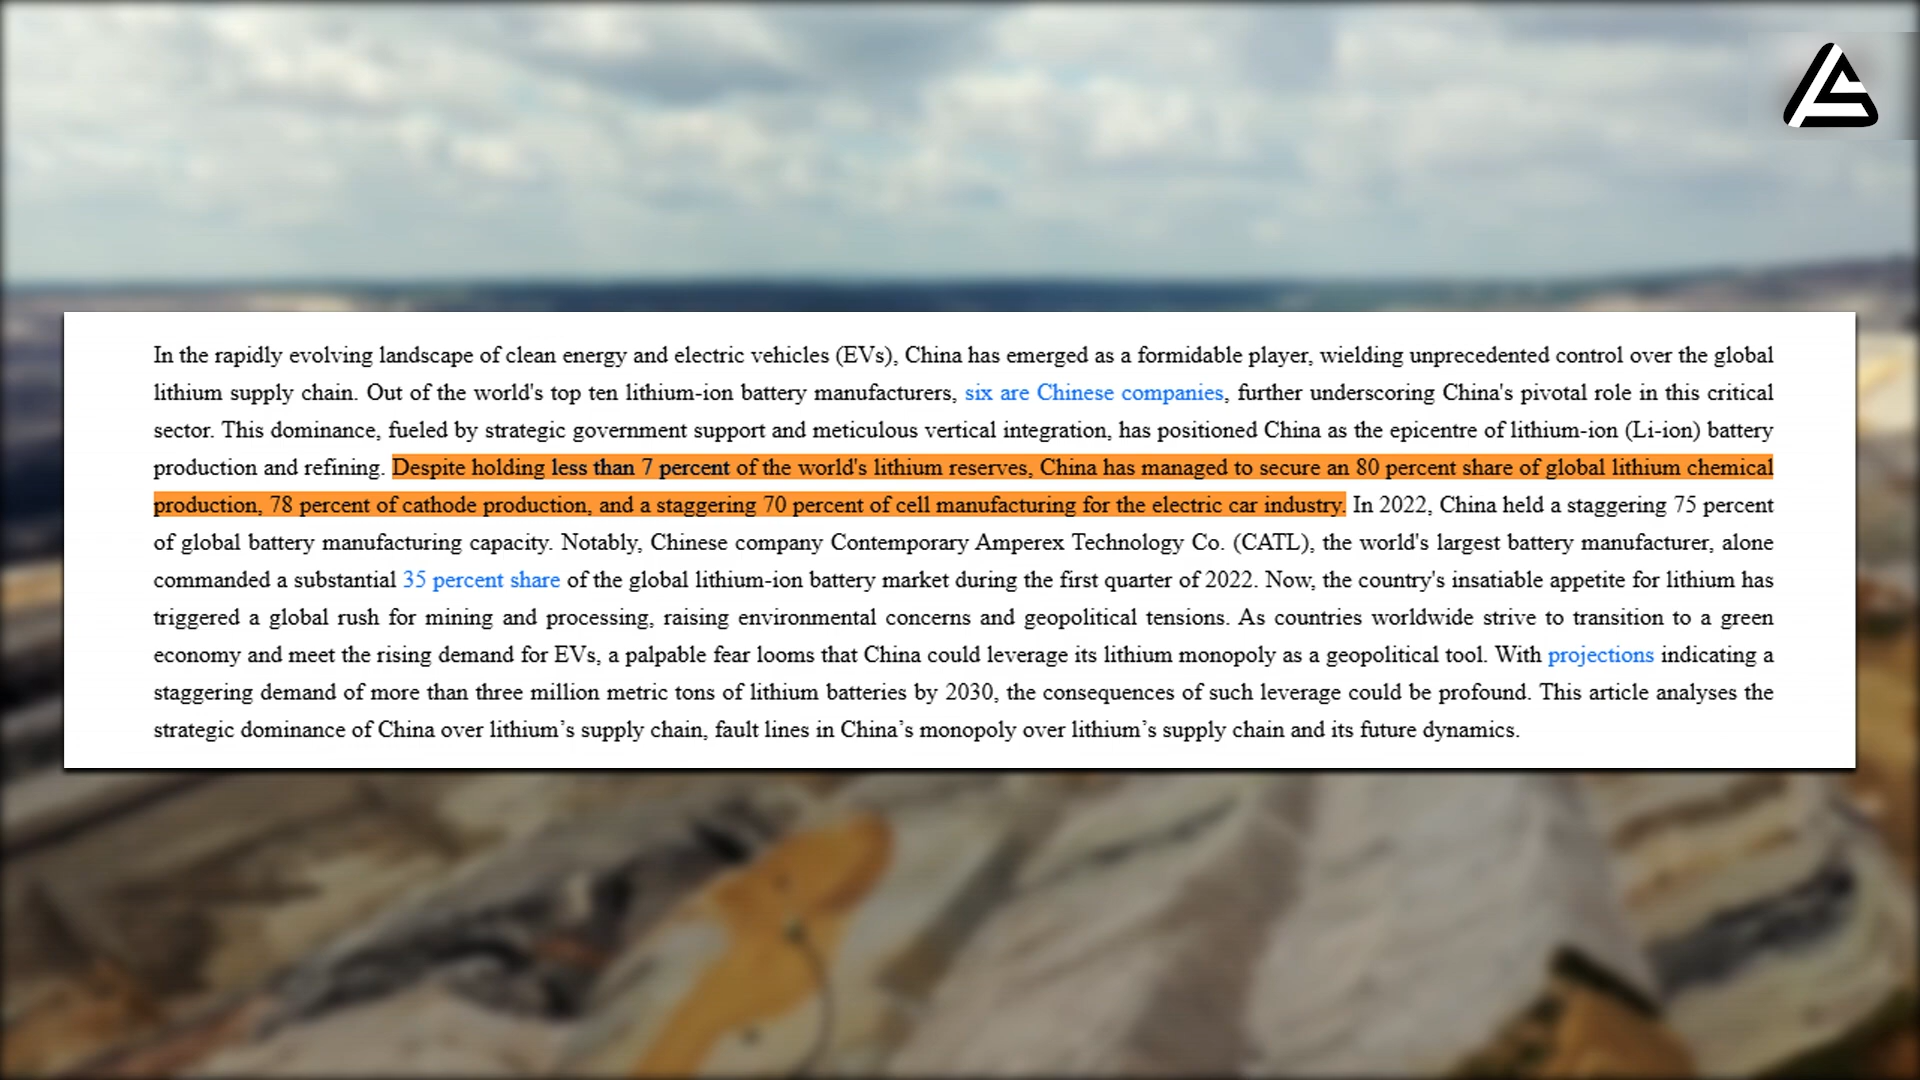 In the rapidly evolving landscape of clean energy and electric vehicles (EVs), China has emerged as a formidable player, wielding unprecedented control over the global
lithium supply chain. Out of the world's top ten lithium-ion battery manufacturers, six are Chinese companies, further underscoring China's pivotal role in this critical
sector. This dominance, fueled by strategic government support and meticulous vertical integration, has positioned China as the epicentre of lithium-ion (Li-ion) battery
production and refining. Despite holding less than 7 percent of the world's lithium reserves, China has managed to secure an 80 percent share of global lithium chemical
production, 78 percent of cathode production, and a staggering 70 percent of cell manufacturing for the electric car industry. In 2022, China held a staggering 75 percent
of global battery manufacturing capacity. Notably, Chinese company Contemporary Amperex Technology Co. (CATL), the world's largest battery manufacturer, alone
commanded a substantial 35 percent share of the global lithium-ion battery market during the first quarter of 2022. Now, the country's insatiable appetite for lithium has
triggered a global rush for mining and processing, raising environmental concerns and geopolitical tensions. As countries worldwide strive to transition to a green
economy and meet the rising demand for EVs, a palpable fear looms that China could leverage its lithium monopoly as a geopolitical tool. With projections indicating a
staggering demand of more than three million metric tons of lithium batteries by 2030, the consequences of such leverage could be profound. This article analyses the
strategic dominance of China over lithium’s supply chain, fault lines in China’s monopoly over lithium’s supply chain and its future dynamics.